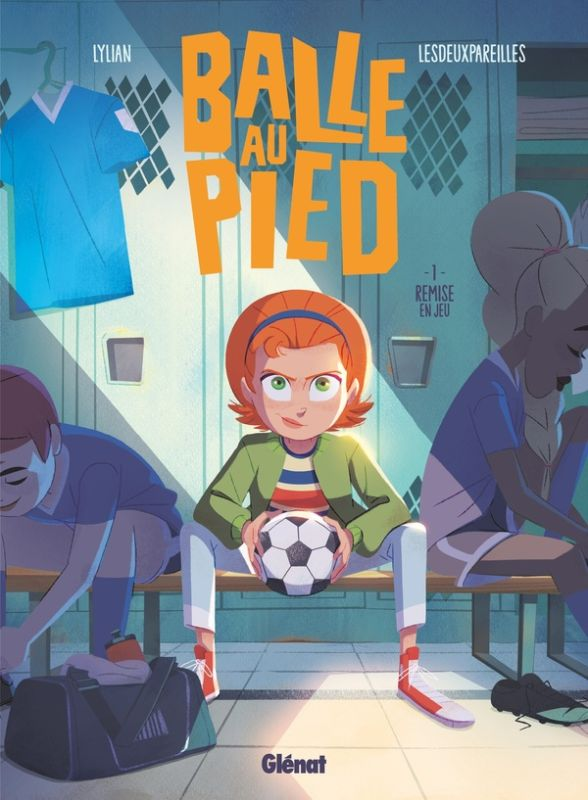 LYLIAN
LESDEUXPAREILLES
BALLE
AU
PIED
- 1 -
REMISE
EN JEU
Glénat